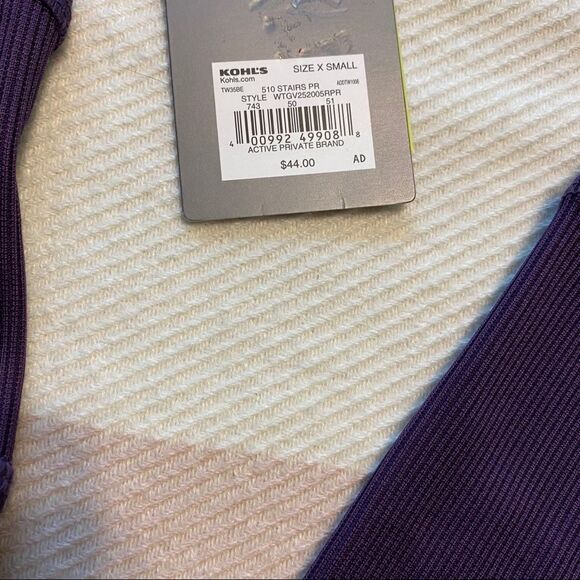 KOHL'S SIZE X SMALL
Kohls.com
TW35BE 510 STAIRS PR ADDTW1006
STYLE WTGV252005RPR
743 50 51
4 00992 49908 8
ACTIVE PRIVATE BRAND
$44.00 AD